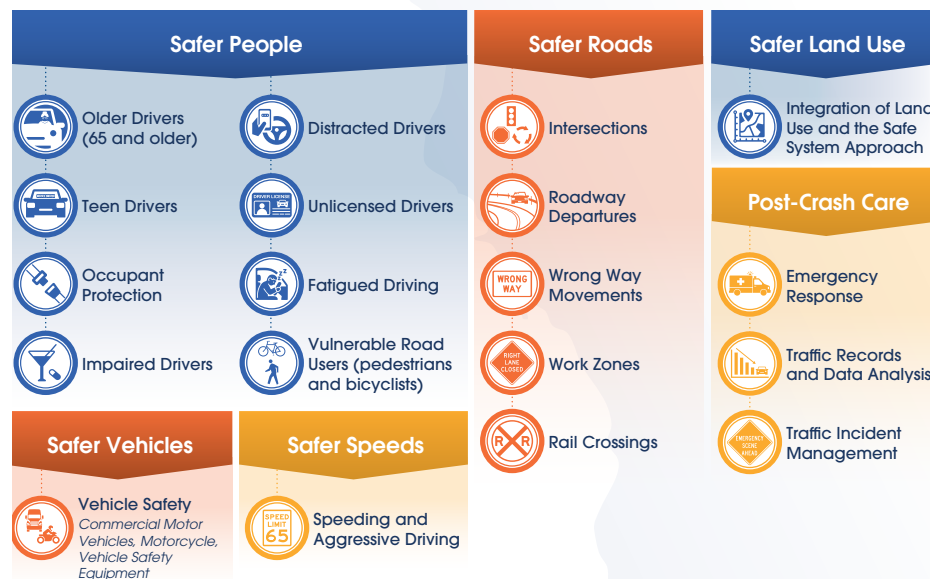 Safer People
Older Drivers
(65 and older)
Teen Drivers
Occupant
Protection
Impaired Drivers
Distracted Drivers
DRIVER LICENSE
Unlicensed Drivers
Fatigued Driving
Vulnerable Road
Users (pedestrians
and bicyclists)
Safer Roads
Intersections
Roadway
Departures
WRONG
WAY
Wrong Way
Movements
RIGHT
LANE
CLOSED
Work Zones
R R
Rail Crossings
Safer Land Use
Integration of Land
Use and the Safe
System Approach
Post-Crash Care
Emergency
Response
Traffic Records
and Data Analysis
EMERGENCY
SCENE
AHEAD
Traffic Incident
Management
Safer Vehicles
Vehicle Safety
Commercial Motor
Vehicles, Motorcycle,
Vehicle Safety
Equipment
Safer Speeds
SPEED
LIMIT
65
Speeding and
Aggressive Driving